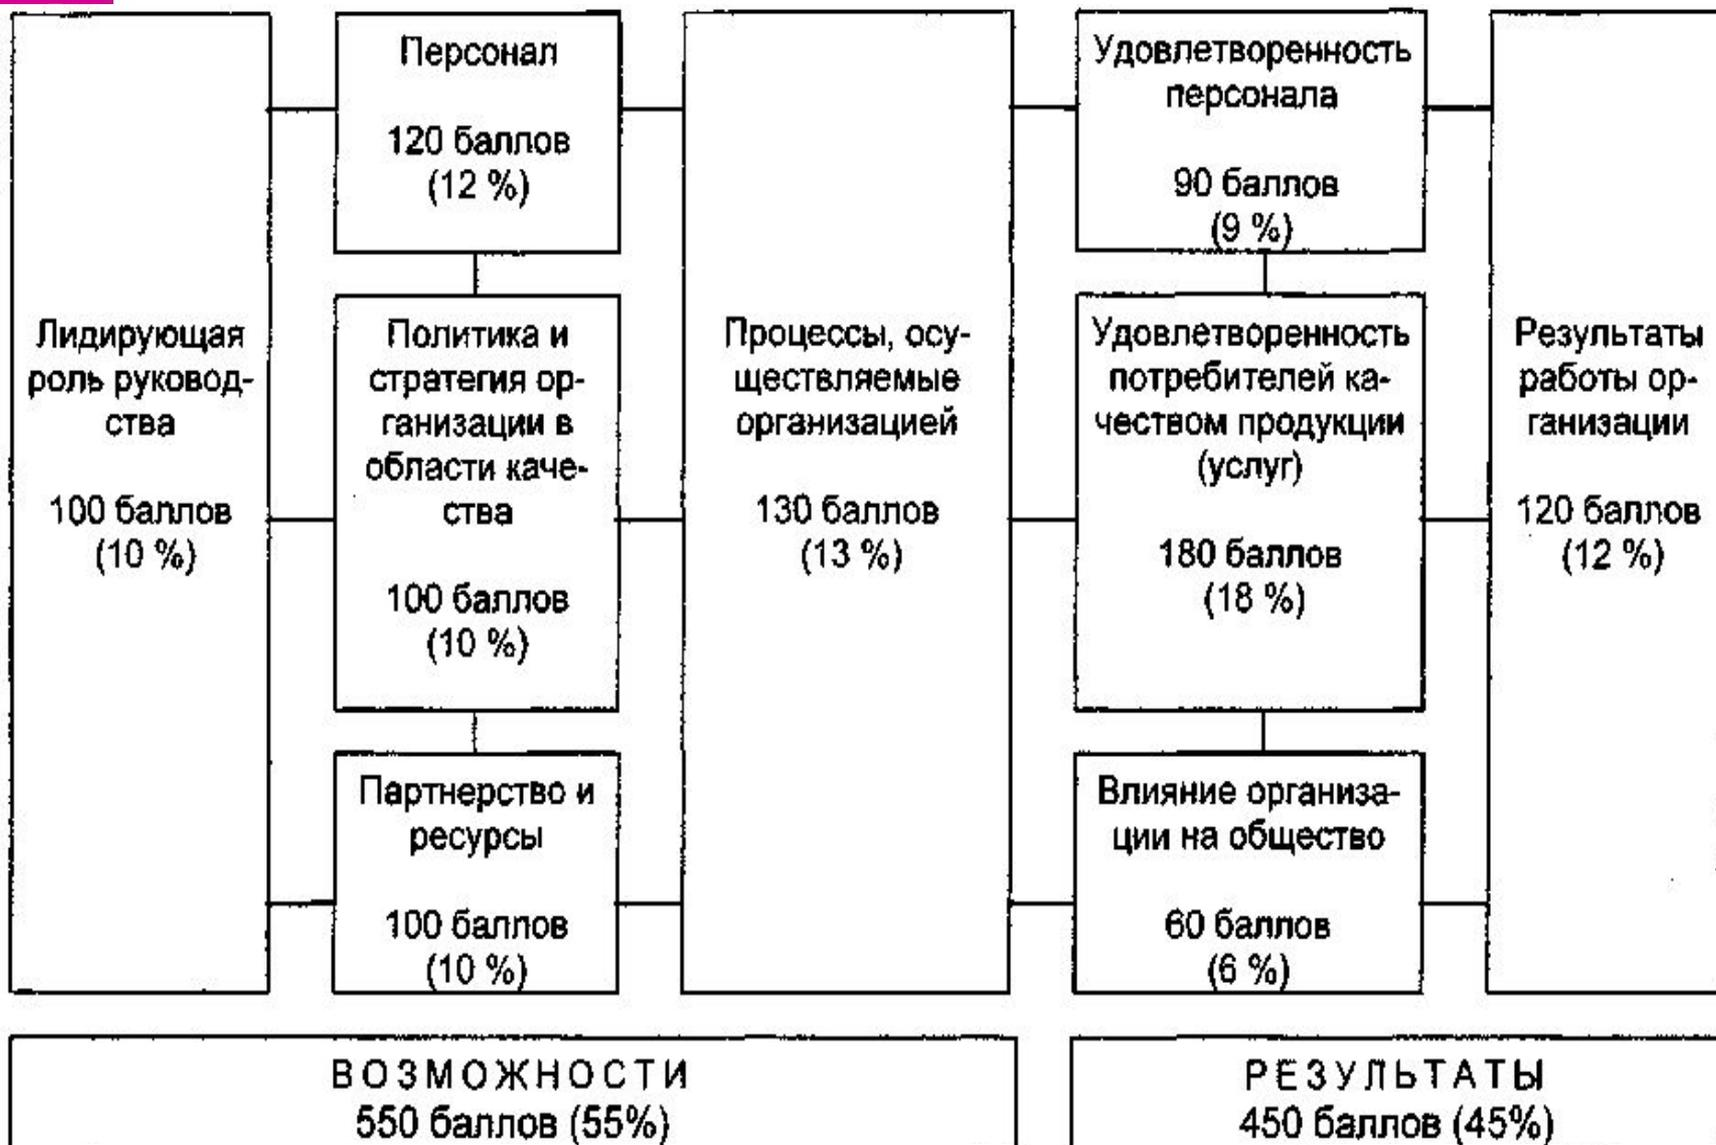 Персонал
120 баллов
(12 %)
Удовлетворенность
персонала
90 баллов
(9 %)
Лидирующая
роль руковод-
ства
100 баллов
(10 %)
Политика и
стратегия ор-
ганизации в
области каче-
ства
100 баллов
(10 %)
Процессы, осу-
ществляемые
организацией
130 баллов
(13 %)
Удовлетворенность
потребителей ка-
чеством продукции
(услуг)
180 баллов
(18 %)
Результаты
работы ор-
ганизации
120 баллов
(12 %)
Партнерство и
ресурсы
100 баллов
(10 %)
Влияние организа-
ции на общество
60 баллов
(6 %)
ВОЗМОЖНОСТИ
550 баллов (55%)
РЕЗУЛЬТАТЫ
450 баллов (45%)